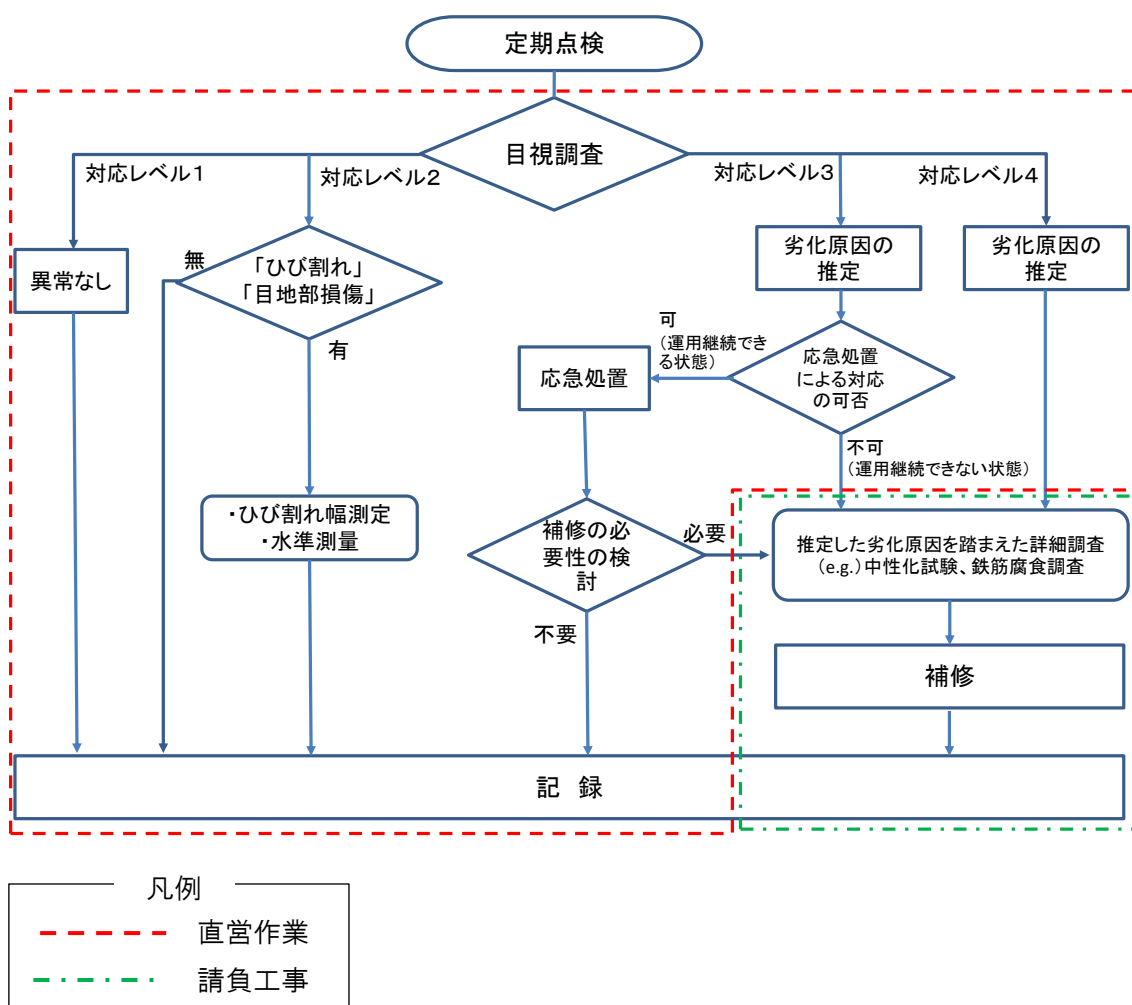 定期点検
目視調査
対応レベル1
対応レベル2
対応レベル3
対応レベル4
異常なし
無
「ひび割れ」
「目地部損傷」
有
劣化原因の
推定
劣化原因の
推定
可
(運用継続でき
る状態)
応急処置
応急処置
による対応
の可否
不可
(運用継続できない状態)
・ひび割れ幅測定
・水準測量
補修の必
要性の検
討
必要
不要
推定した劣化原因を踏まえた詳細調査
(e.g.)中性化試験、鉄筋腐食調査
補修
記 録
凡例
直営作業
請負工事